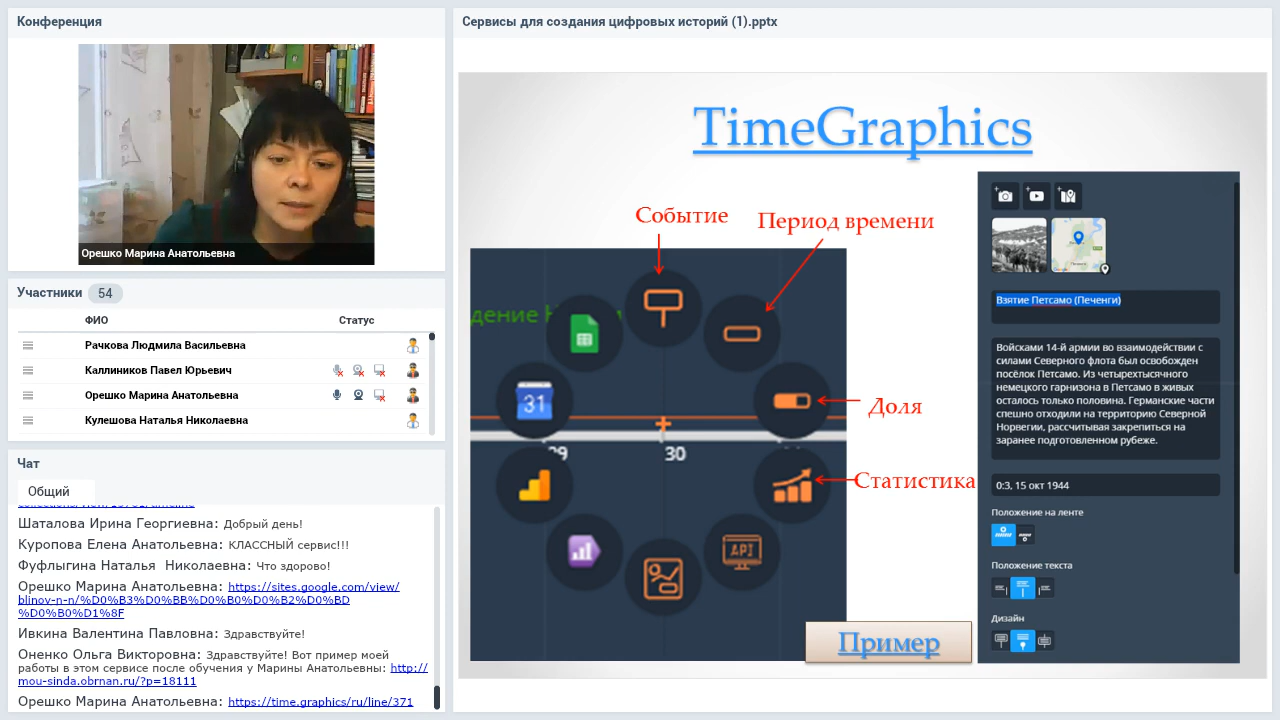 Конференция
Орешко Марина Анатольевна
Участники 54
ФИО Статус
Рачкова Людмила Васильевна
Каллиников Павел Юрьевич
Орешко Марина Анатольевна
Кулешова Наталья Николаевна
Чат
Общий
Шаталова Ирина Георгиевна: Добрый день!
Куропова Елена Анатольевна: КЛАССНЫЙ сервис!!!
Фуфлыгина Наталья Николаевна: Что здорово!
Орешко Марина Анатольевна: https://sites.google.com/view/
blinov-n-n/%D0%B3%D0%BB%D0%B0%D0%B2%D0%BD
%D0%B0%D1%8F
Ивкина Валентина Павловна: Здравствуйте!
Оненко Ольга Викторовна: Здравствуйте! Вот пример моей
работы в этом сервисе после обучения у Марины Анатольевны: http://
mou-sinda.obrnan.ru/?p=18111
Орешко Марина Анатольевна: https://time.graphics/ru/line/371
Сервисы для создания цифровых историй (1).pptx
TimeGraphics
Событие
Период времени
Доля
Статистика
дение Н
31
29
30
API
Пример
Взятие Петсамо (Печенги)
Войсками 14-й армии во взаимодействии с
силами Северного флота был освобожден
посёлок Петсамо. Из четырехтысячного
немецкого гарнизона в Петсамо в живых
осталось только половина. Германские части
спешно отходили на территорию Северной
Норвегии, рассчитывая закрепиться на
заранее подготовленном рубеже.
0:3, 15 окт 1944
Положение на ленте
Положение текста
Дизайн